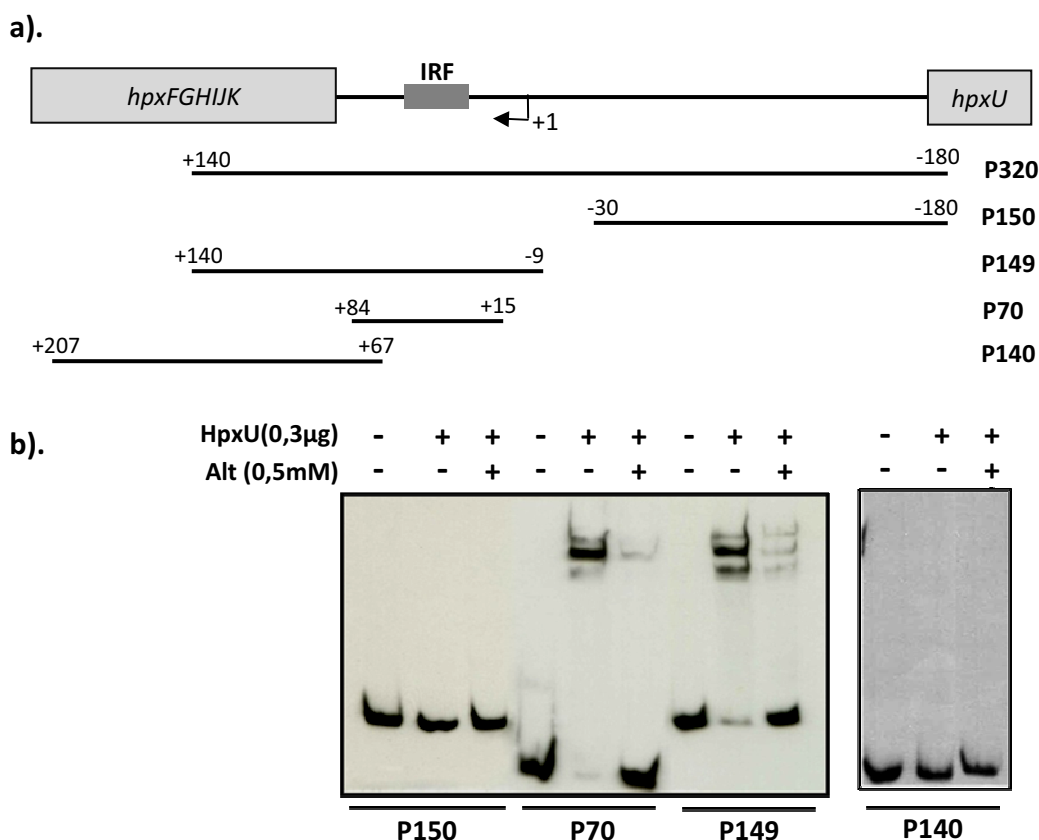 a).
IRF
hpxFGHIJK
hpxU
+1
+140
-180
P320
-30
-180
P150
+140
-9
P149
+84
+15
P70
+207
+67
P140
b).
HpxU(0,3µg) - + + - + + - + + - + +
Alt (0,5mM) - - + - - + - - + - - +
P150 P70 P149 P140